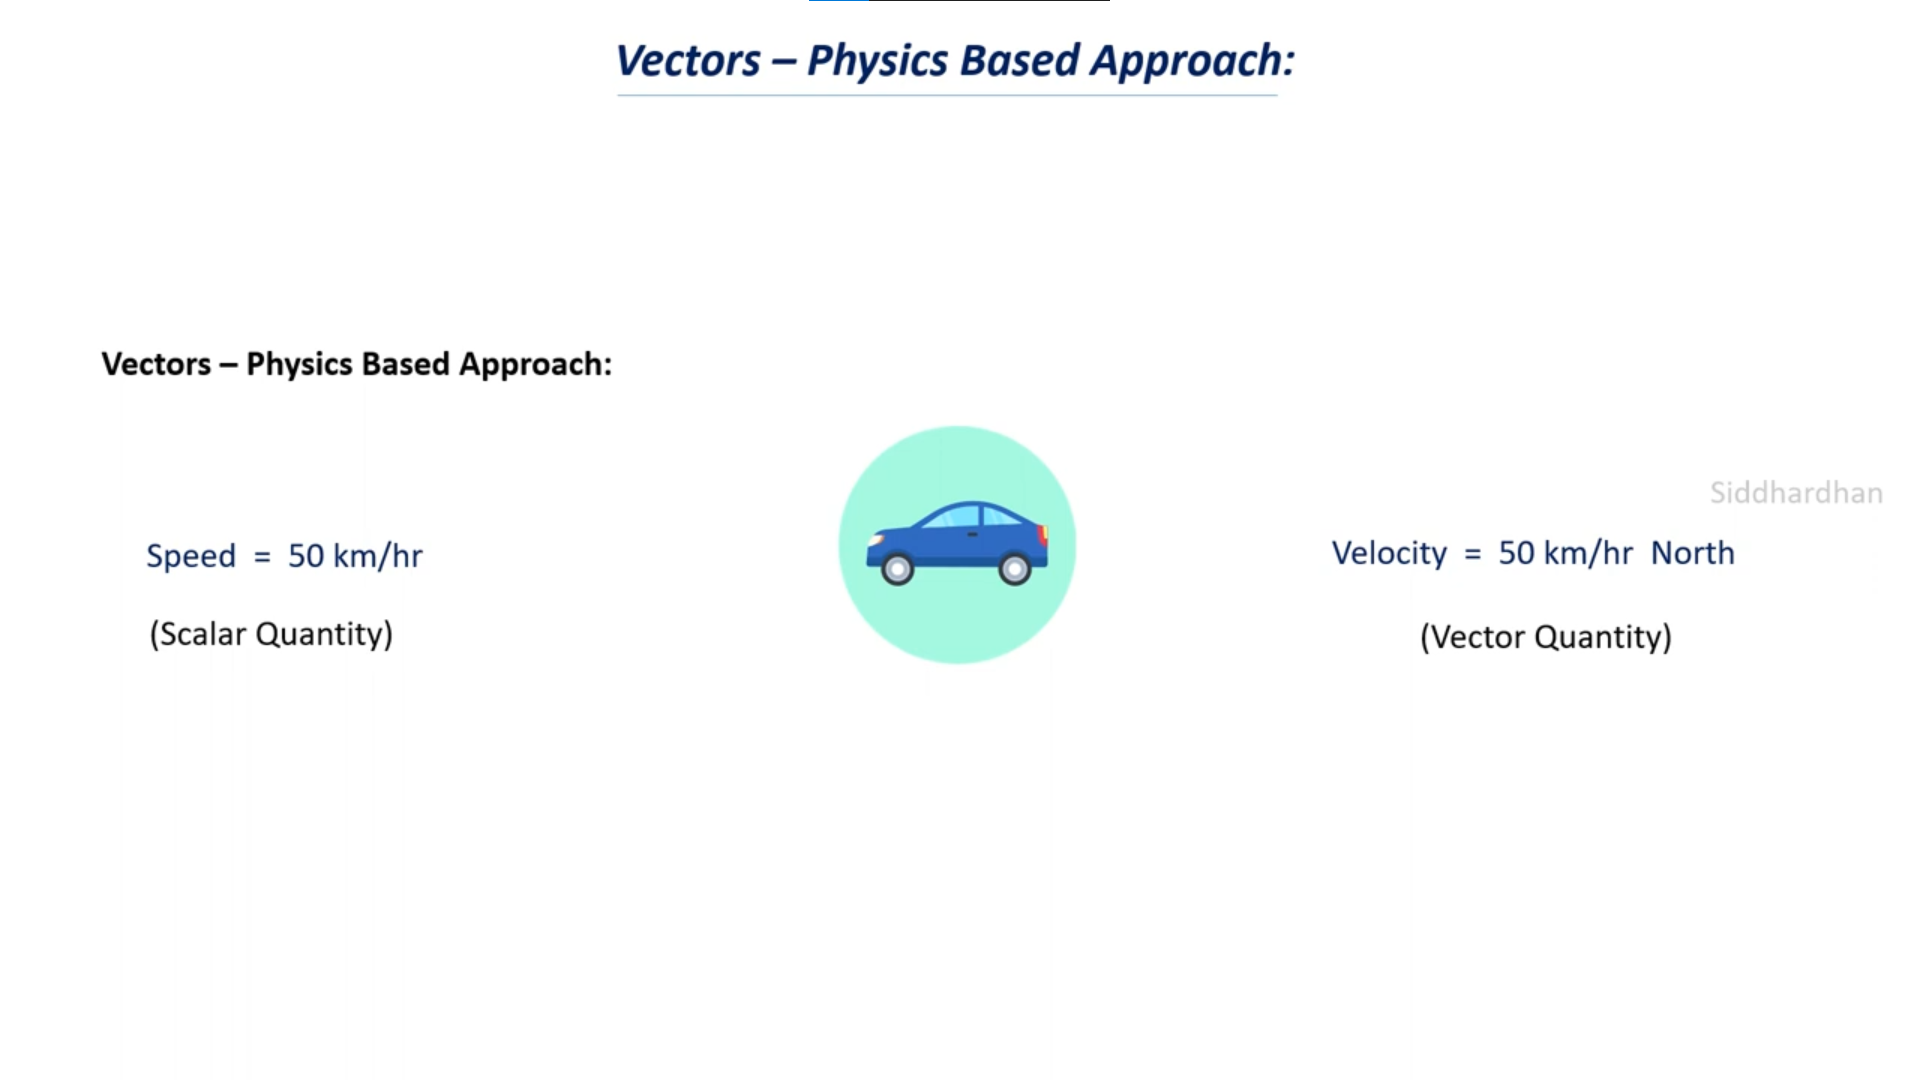 Vectors – Physics Based Approach:
Vectors – Physics Based Approach:
Siddhardhan
Speed = 50 km/hr
Velocity = 50 km/hr North
(Scalar Quantity)
(Vector Quantity)